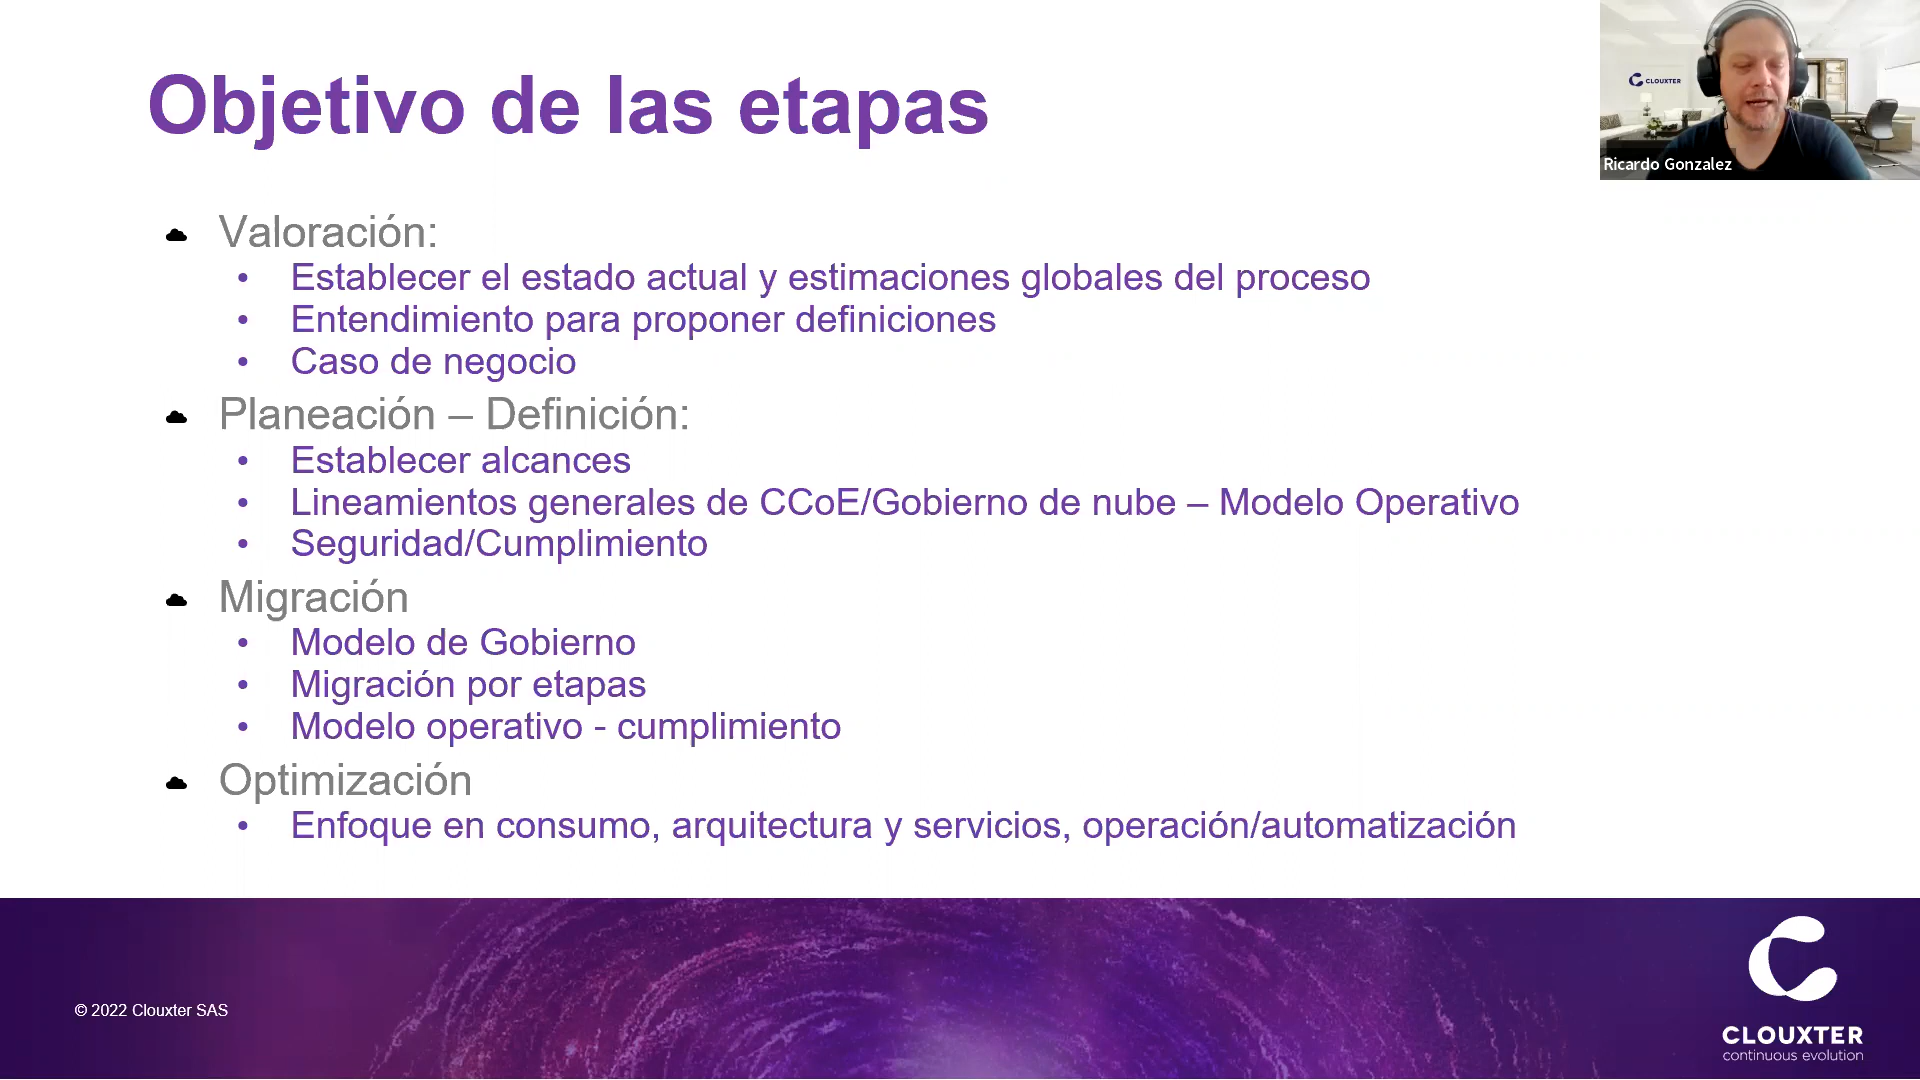 Objetivo de las etapas
CLOUXTER
Ricardo Gonzalez
Valoración:
• Establecer el estado actual y estimaciones globales del proceso
• Entendimiento para proponer definiciones
• Caso de negocio
Planeación – Definición:
• Establecer alcances
• Lineamientos generales de CCoE/Gobierno de nube – Modelo Operativo
• Seguridad/Cumplimiento
Migración
• Modelo de Gobierno
• Migración por etapas
• Modelo operativo - cumplimiento
Optimización
• Enfoque en consumo, arquitectura y servicios, operación/automatización
© 2022 Clouxter SAS
CLOUXTER
continuous evolution